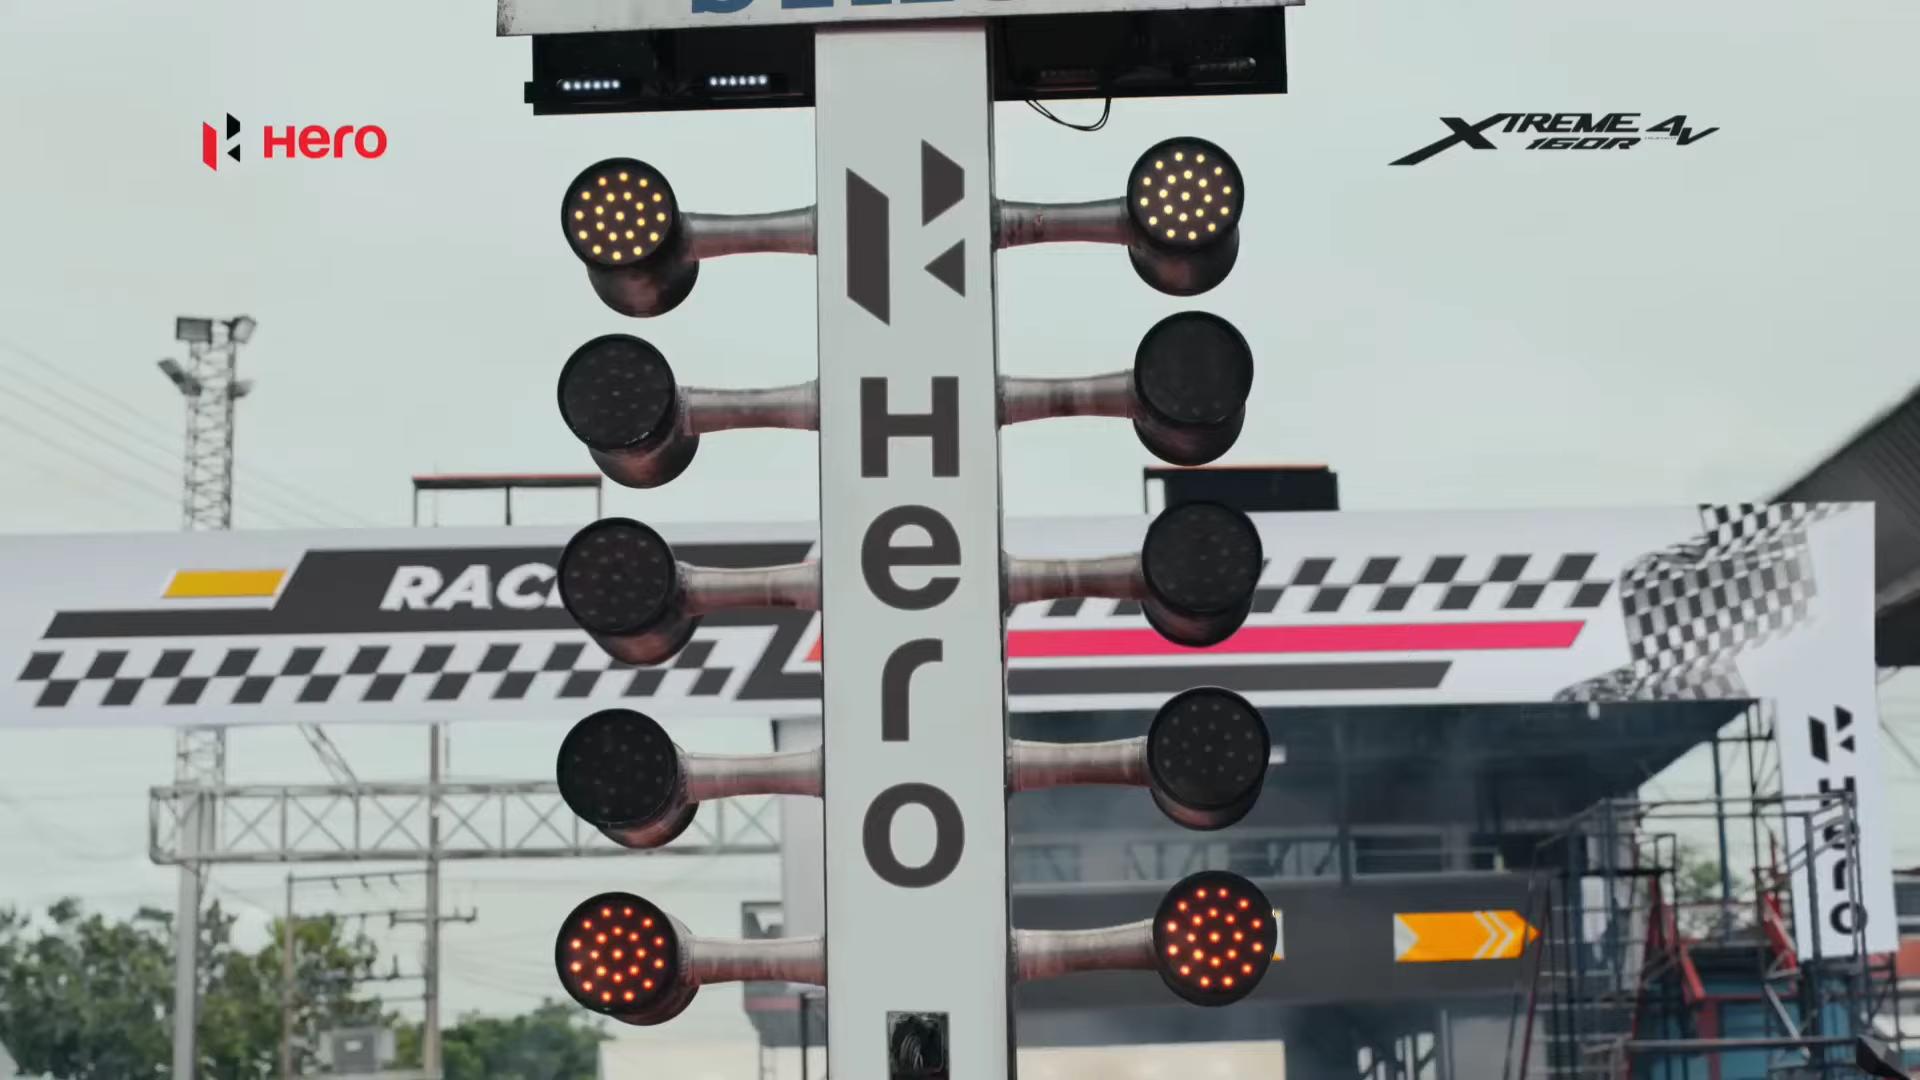 Hero
XTREME 4V
160R
Hero
RAC
Hero